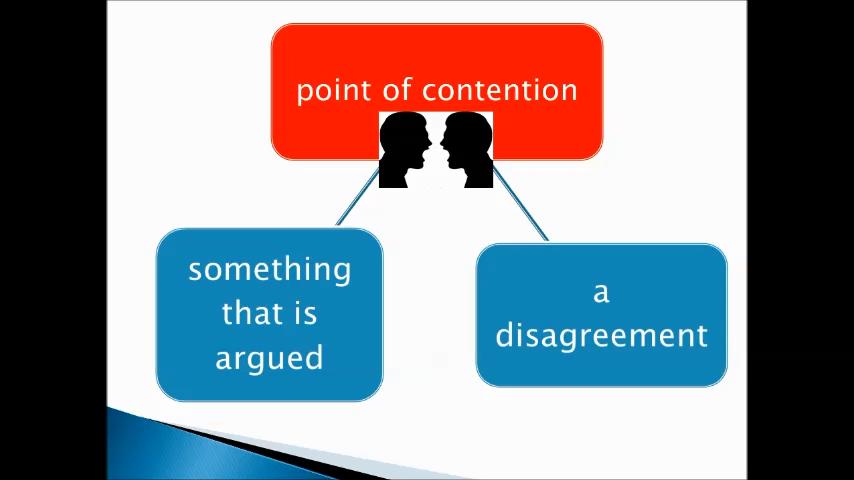 point of contention
something
that is
argued
a
disagreement